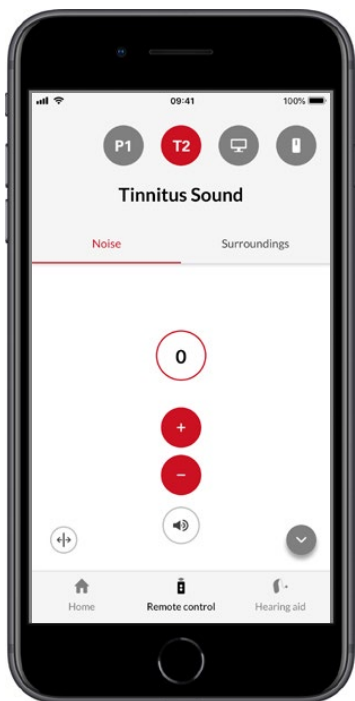 09:41
100%
P1
T2
Tinnitus Sound
Noise
Surroundings
0
+
−
Home
Remote control
Hearing aid